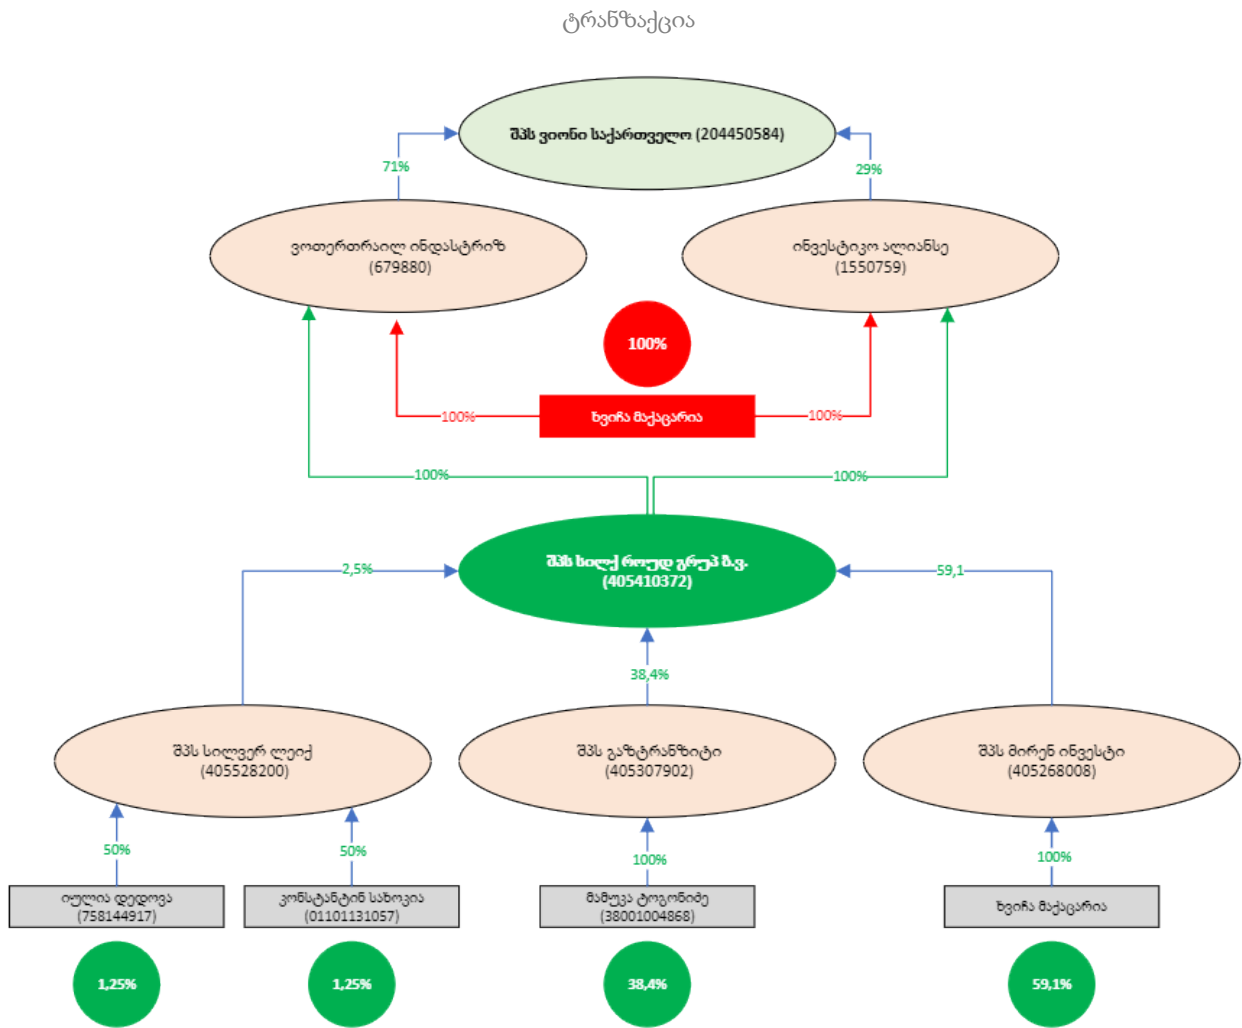 ტრანზაქცია
შპს ვიონი საქართველო (204450584)
71%
29%
ვოთერთრაილ ინდასტრიზ
(679880)
ინვესტიკო ალიანსე
(1550759)
100%
100%
ხვიჩა მაქაცარია
100%
100%
100%
შპს სილქ როუდ გრუპ ბ.ვ.
(405410372)
2,5%
59,1
38,4%
შპს სილვერ ლეიქ
(405528200)
შპს გაზტრანზიტი
(405307902)
შპს მირენ ინვესტი
(405268008)
50%
50%
100%
100%
იულია დედოვა
(758144917)
კონსტანტინ სახოკია
(01101131057)
მამუკა ტოგონიძე
(38001004868)
ხვიჩა მაქაცარია
1,25%
1,25%
38,4%
59,1%